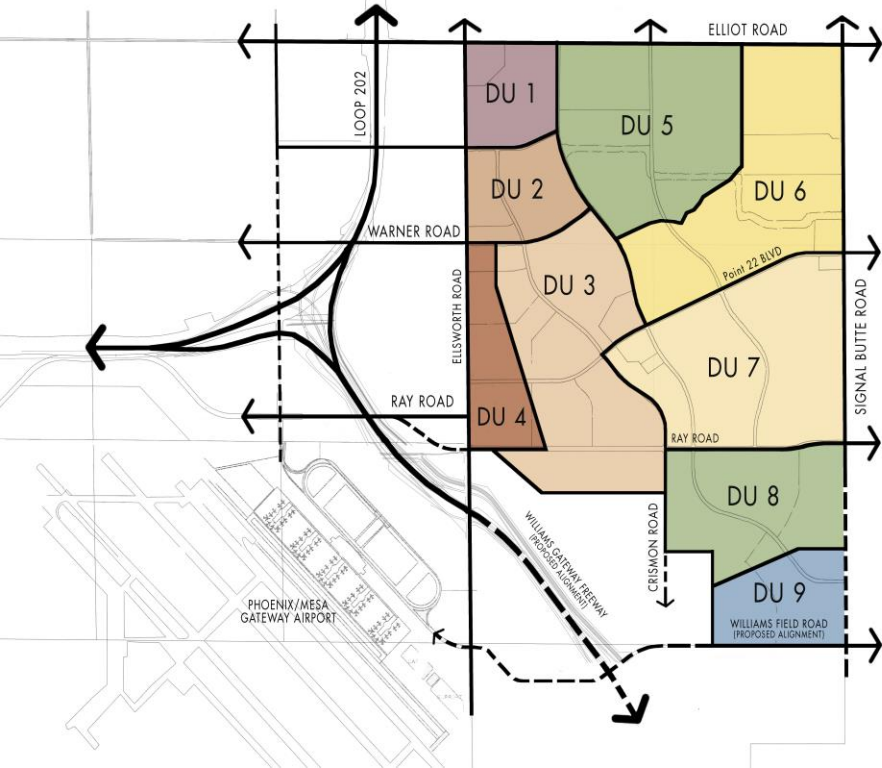 ELLIOT ROAD
LOOP 202
DU 1
DU 5
DU 2
DU 6
WARNER ROAD
Point 22 BLVD
ELLSWORTH ROAD
DU 3
SIGNAL BUTTE ROAD
DU 7
RAY ROAD
DU 4
RAY ROAD
DU 8
WILLIAMS GATEWAY FREEWAY
(PROPOSED ALIGNMENT)
CRISMON ROAD
PHOENIX/MESA
GATEWAY AIRPORT
DU 9
WILLIAMS FIELD ROAD
(PROPOSED ALIGNMENT)